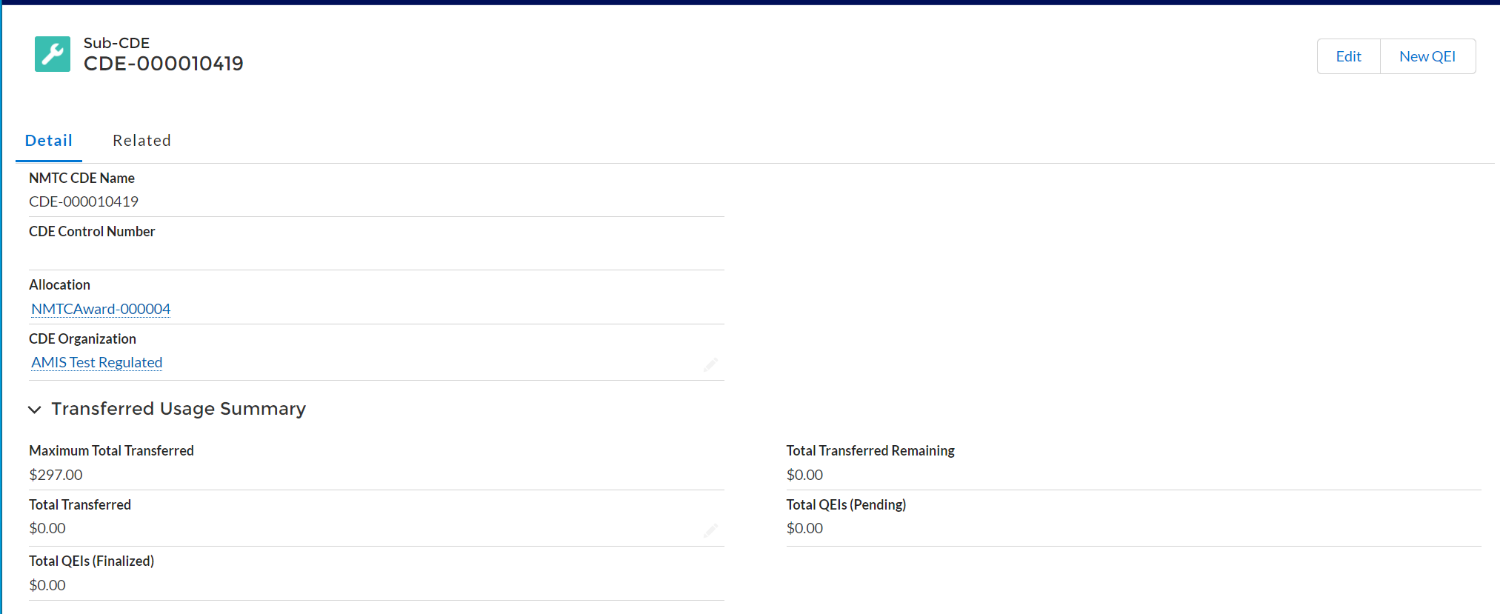 Sub-CDE
CDE-000010419
Edit
New QEI
Detail
Related
NMTC CDE Name
CDE-000010419
CDE Control Number
Allocation
NMTCAward-000004
CDE Organization
AMIS Test Regulated
Transferred Usage Summary
Maximum Total Transferred
$297.00
Total Transferred Remaining
$0.00
Total Transferred
$0.00
Total QEIs (Pending)
$0.00
Total QEIs (Finalized)
$0.00